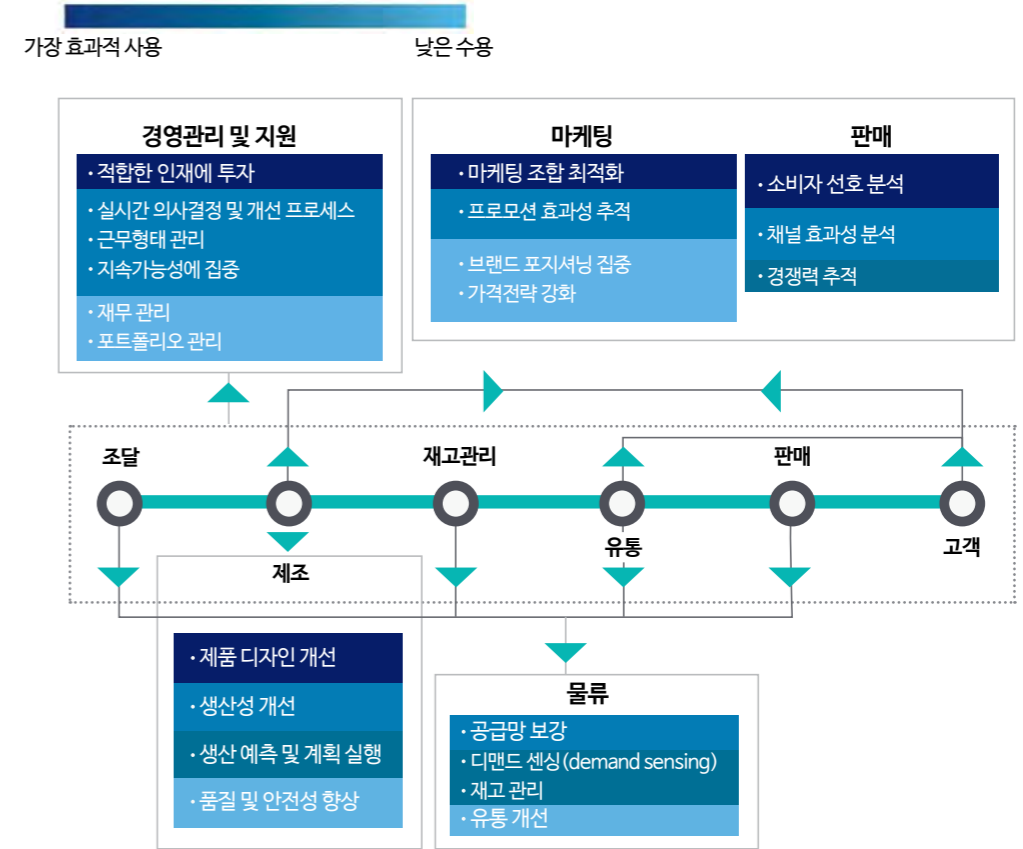 가장 효과적 사용
낮은 수용
경영관리 및 지원
· 적합한 인재에 투자
· 실시간 의사결정 및 개선 프로세스
· 근무형태 관리
· 지속가능성에 집중
· 재무 관리
· 포트폴리오 관리
마케팅
· 마케팅 조합 최적화
· 프로모션 효과성 추적
· 브랜드 포지셔닝 집중
· 가격전략 강화
판매
· 소비자 선호 분석
· 채널 효과성 분석
· 경쟁력 추적
조달
재고관리
판매
제조
유통
고객
· 제품 디자인 개선
· 생산성 개선
· 생산 예측 및 계획 실행
· 품질 및 안전성 향상
물류
· 공급망 보강
· 디맨드 센싱(demand sensing)
· 재고 관리
· 유통 개선